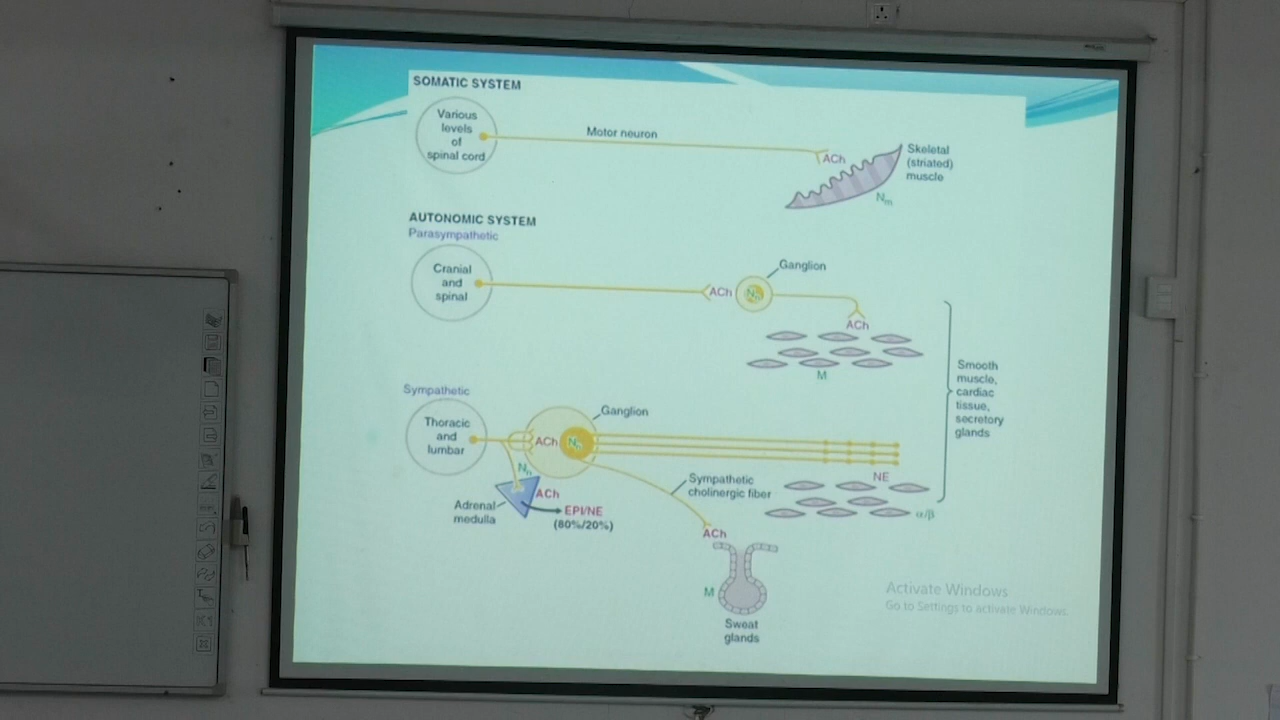 SOMATIC SYSTEM
Various
levels
of
spinal cord
Motor neuron
ACh
Skeletal
(striated)
muscle
Nm
AUTONOMIC SYSTEM
Parasympathetic
Cranial
and
spinal
ACh
Ganglion
Nn
ACh
M
Smooth
muscle,
cardiac
tissue,
secretory
glands
Sympathetic
Thoracic
and
lumbar
Ganglion
ACh
Nn
Nn
Adrenal
medulla
ACh
EPI/NE
(80%/20%)
Sympathetic
cholinergic fiber
NE
α/β
ACh
M
Sweat
glands
Activate Windows
Go to Settings to activate Windows.